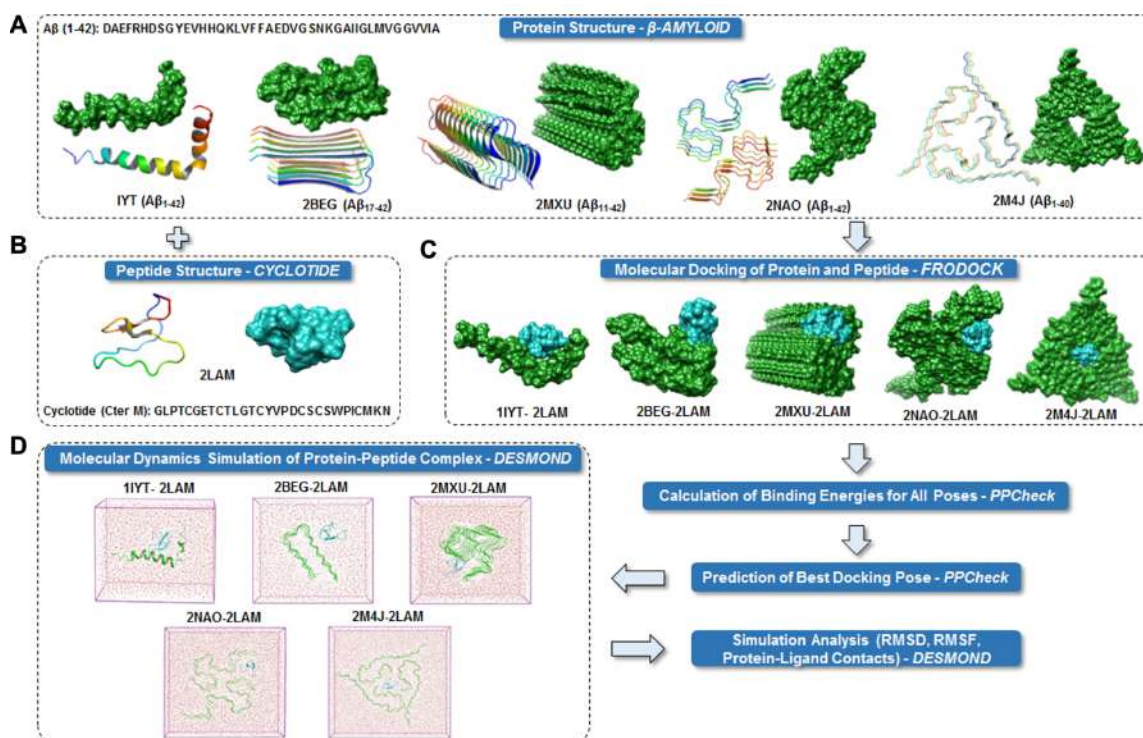 A
Aβ (1-42): DAEFRHDSGYEVHHQKLVFFAEDVGSNKGAIIGLMVGGVVIA
Protein Structure - β-AMYLOID
IYT (Aβ1-42)
2BEG (Aβ17-42)
2MXU (Aβ11-42)
2NAO (Aβ1-42)
2M4J (Aβ1-40)
B
Peptide Structure - CYCLOTIDE
2LAM
Cyclotide (Cter M): GLPTCGETCTLGTCYVPDCSCSWPICMKN
C
Molecular Docking of Protein and Peptide - FRODOCK
1IYT- 2LAM
2BEG-2LAM
2MXU-2LAM
2NAO-2LAM
2M4J-2LAM
D
Molecular Dynamics Simulation of Protein-Peptide Complex - DESMOND
1IYT- 2LAM
2BEG-2LAM
2MXU-2LAM
2NAO-2LAM
2M4J-2LAM
Calculation of Binding Energies for All Poses - PPCheck
Prediction of Best Docking Pose - PPCheck
Simulation Analysis (RMSD, RMSF,
Protein-Ligand Contacts) - DESMOND